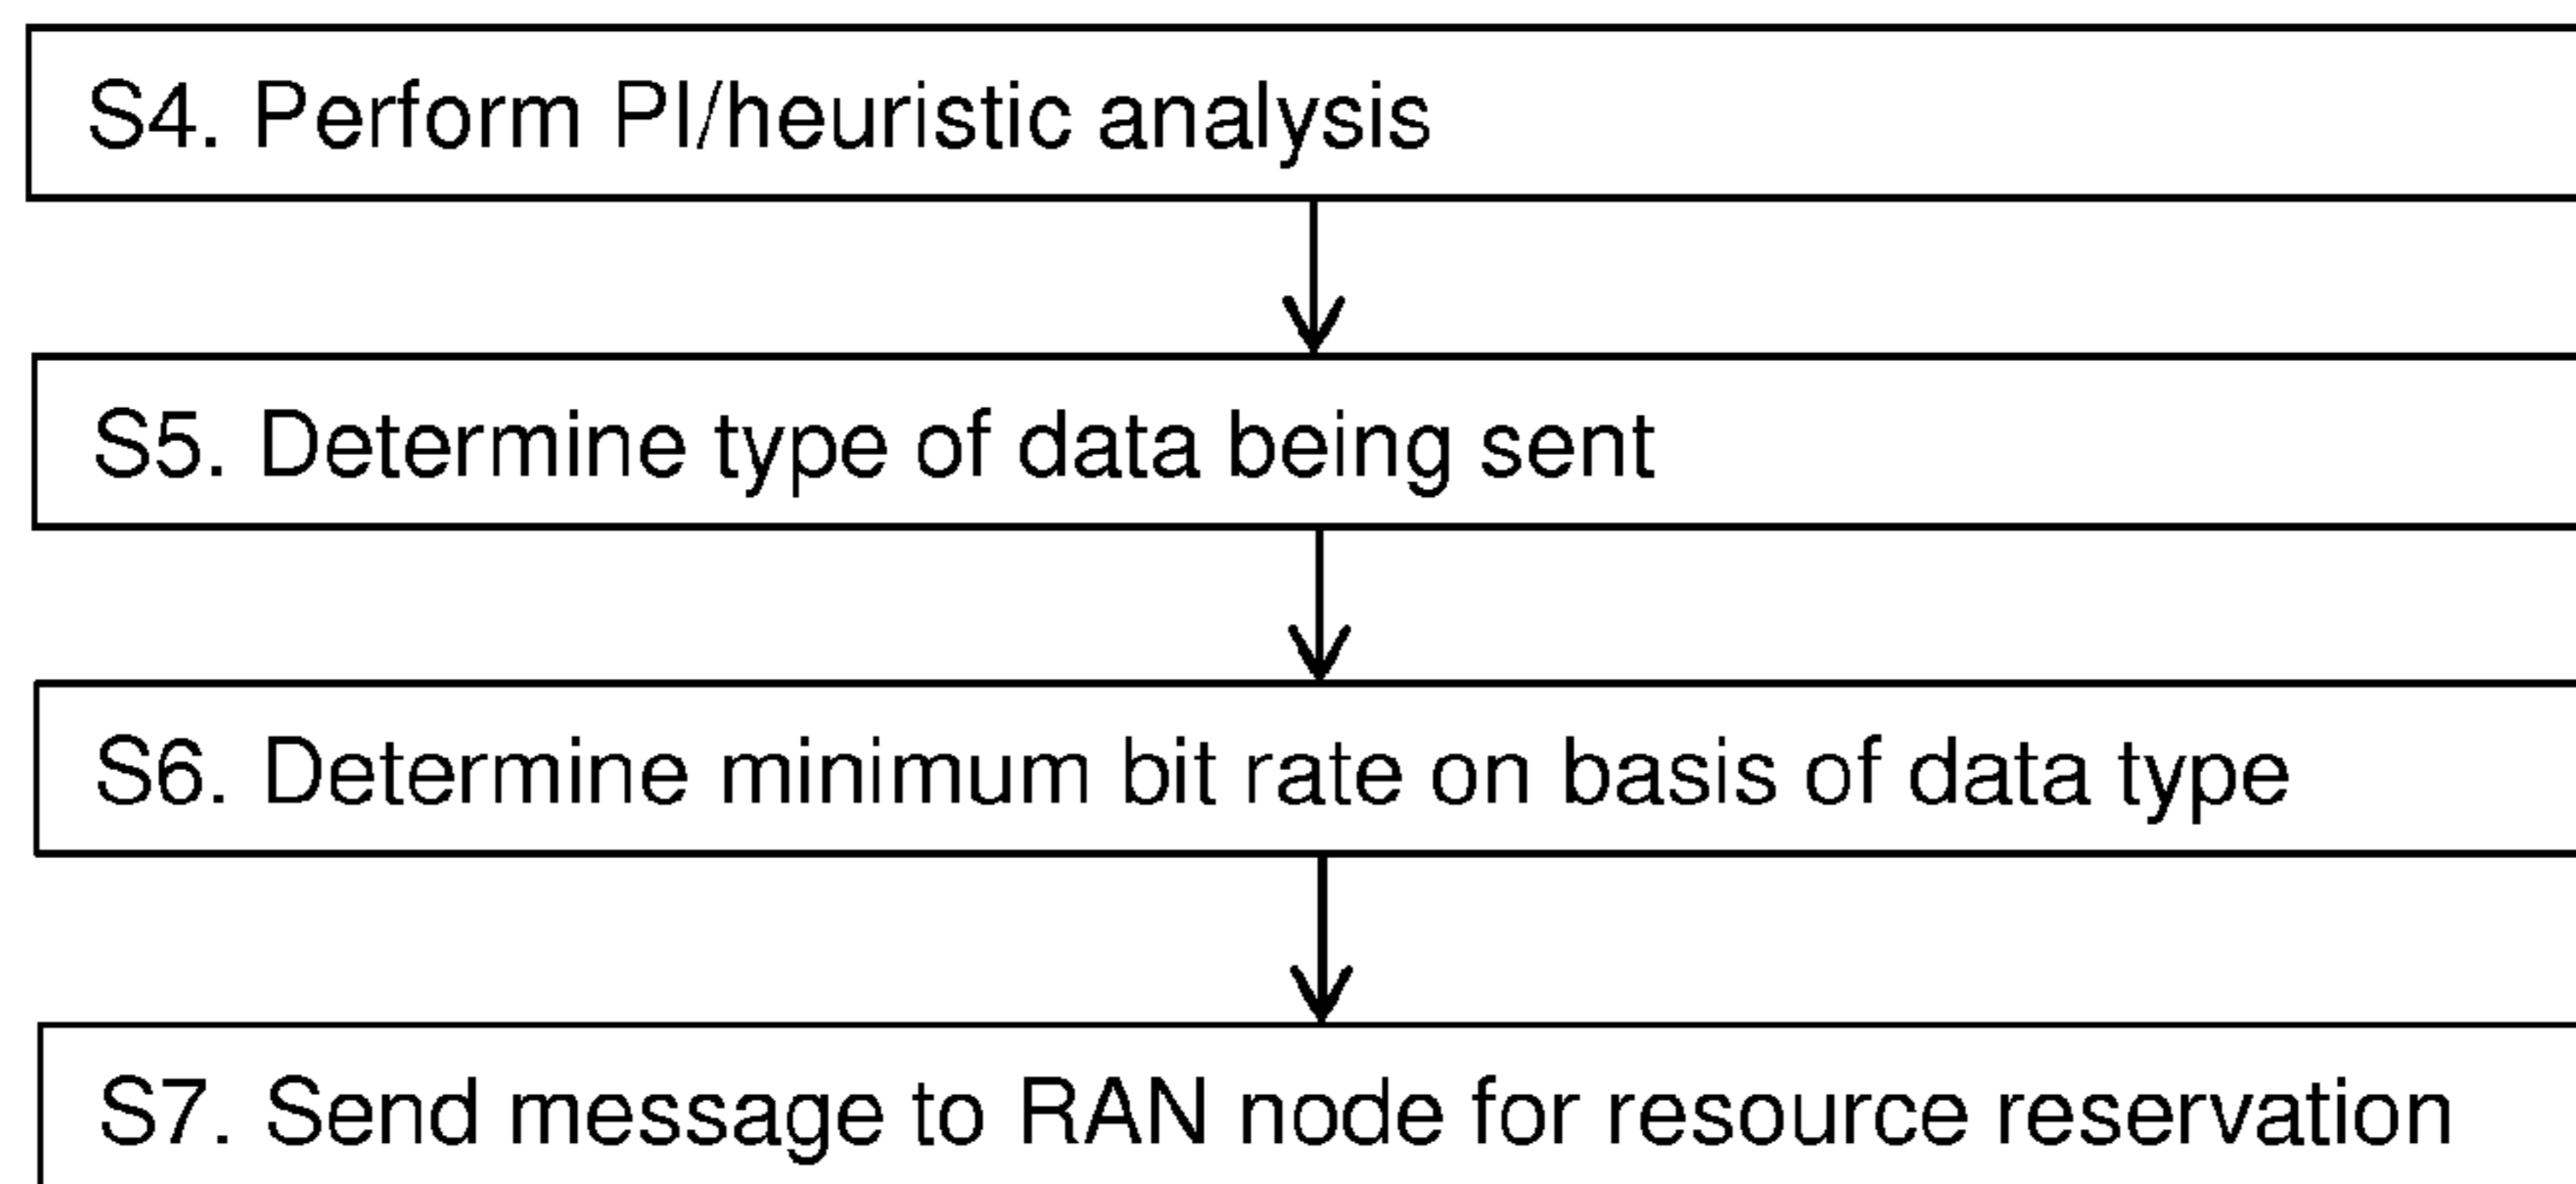 S4. Perform PI/heuristic analysis
S5. Determine type of data being sent
S6. Determine minimum bit rate on basis of data type
S7. Send message to RAN node for resource reservation